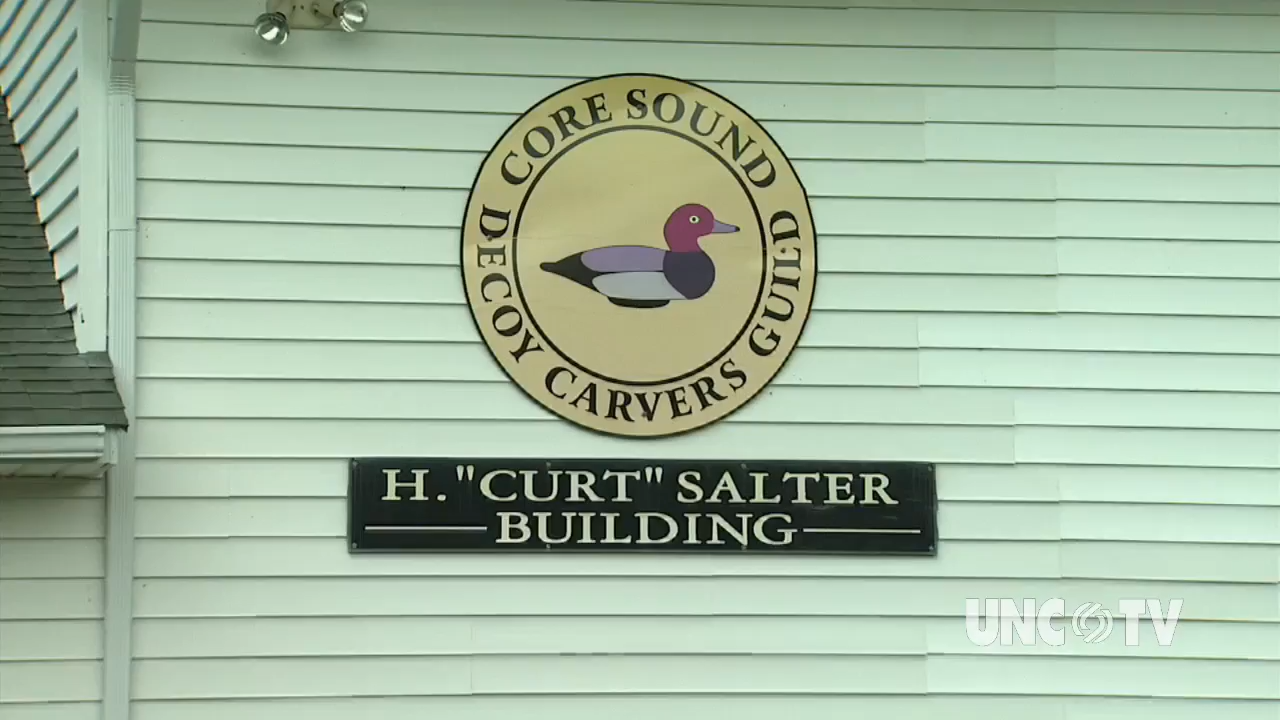 CORE SOUND
DECOY CARVERS GUILD
H. "CURT" SALTER
BUILDING
UNC TV